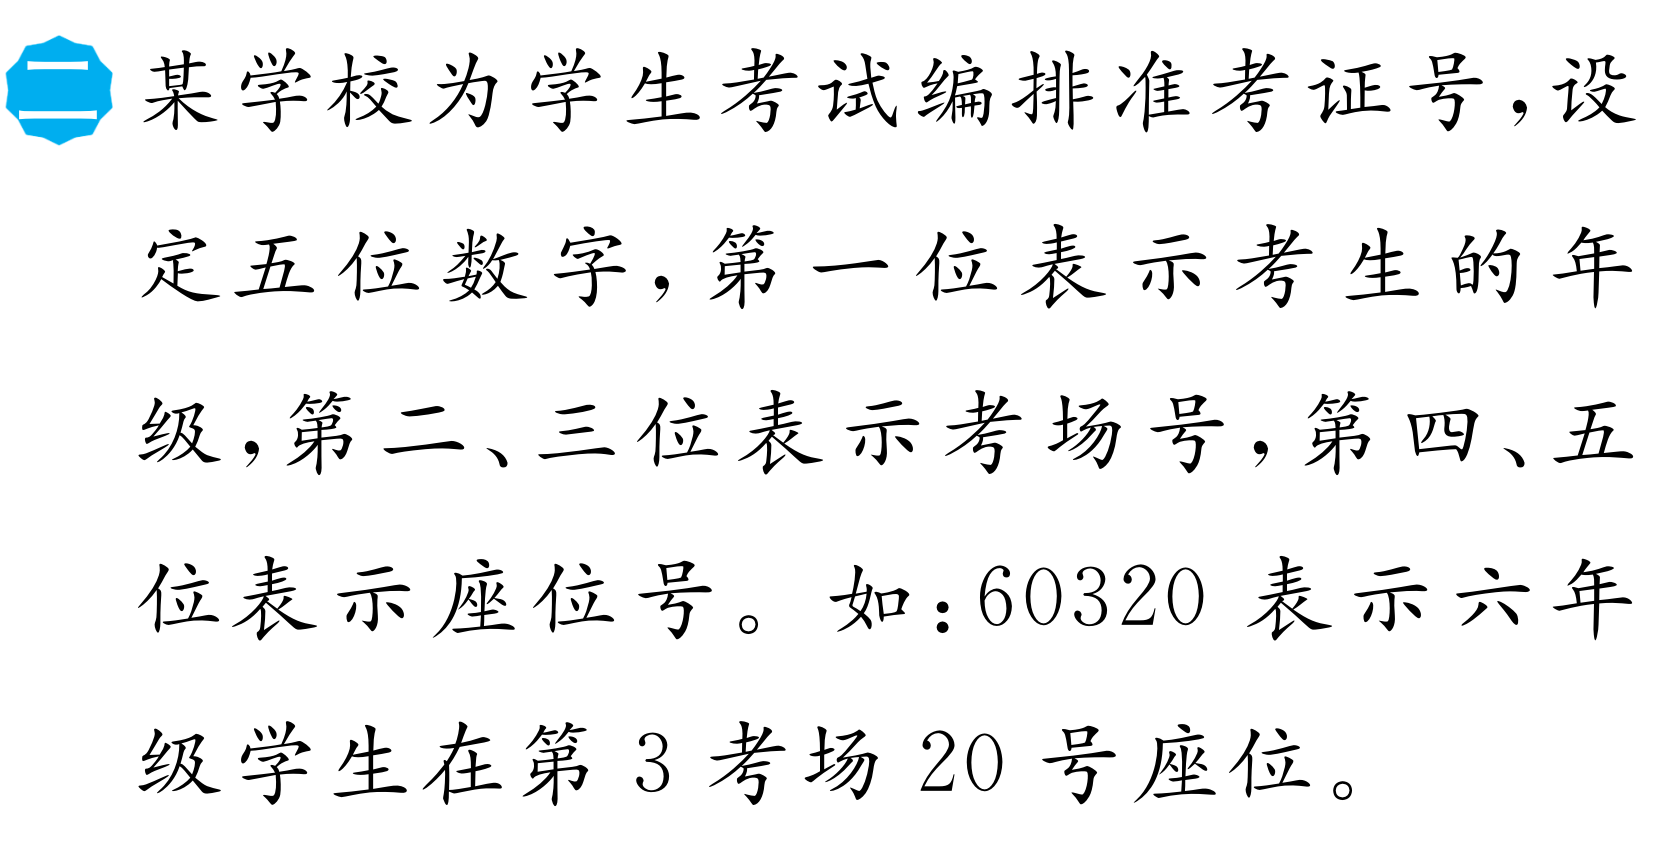 二 某学校为学生考试编排准考证号,设
定五位数字,第一位表示考生的年
级,第二、三位表示考场号,第四、五
位表示座位号。如:60320 表示六年
级学生在第 3 考场 20 号座位。